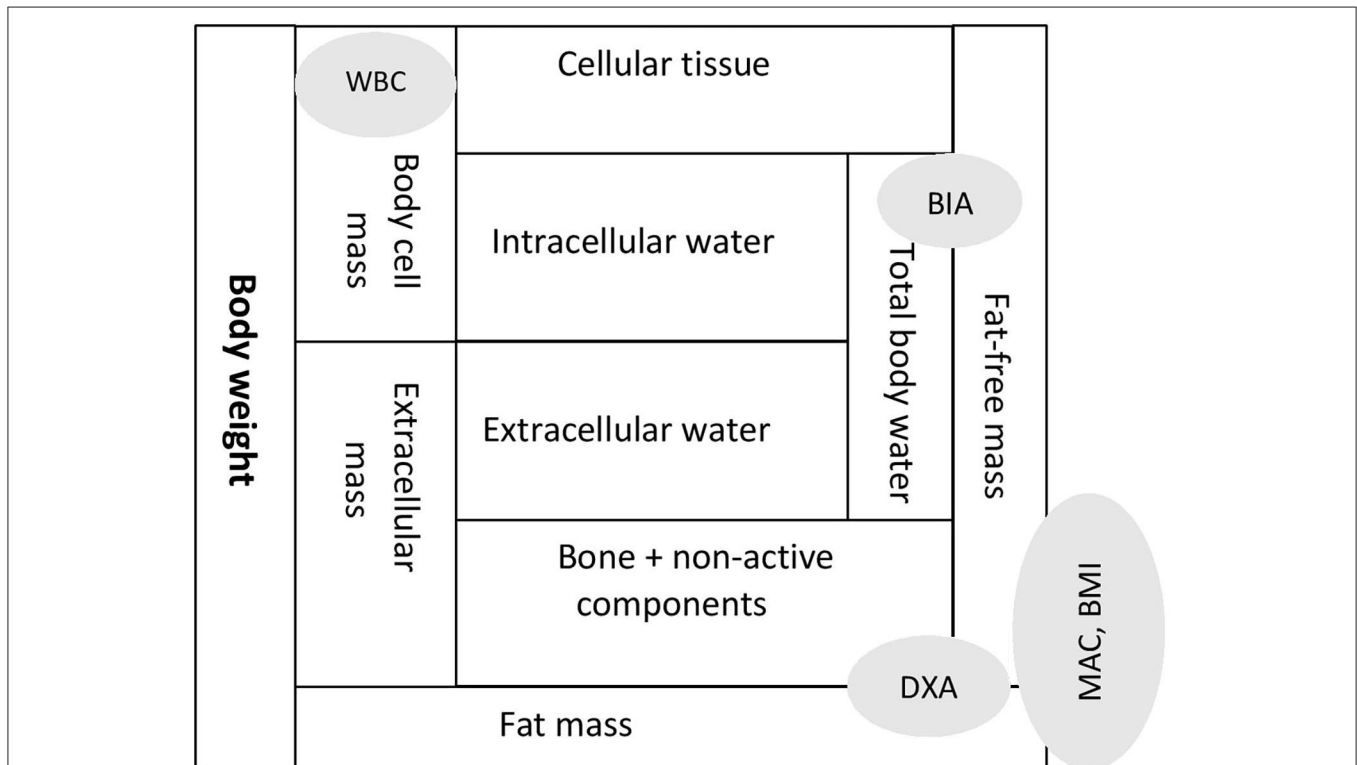 WBC
Cellular tissue
BIA
Body cell
mass
Intracellular water
Total body water
Fat-free mass
Body weight
Extracellular
mass
Extracellular water
Bone + non-active
components
MAC, BMI
DXA
Fat mass